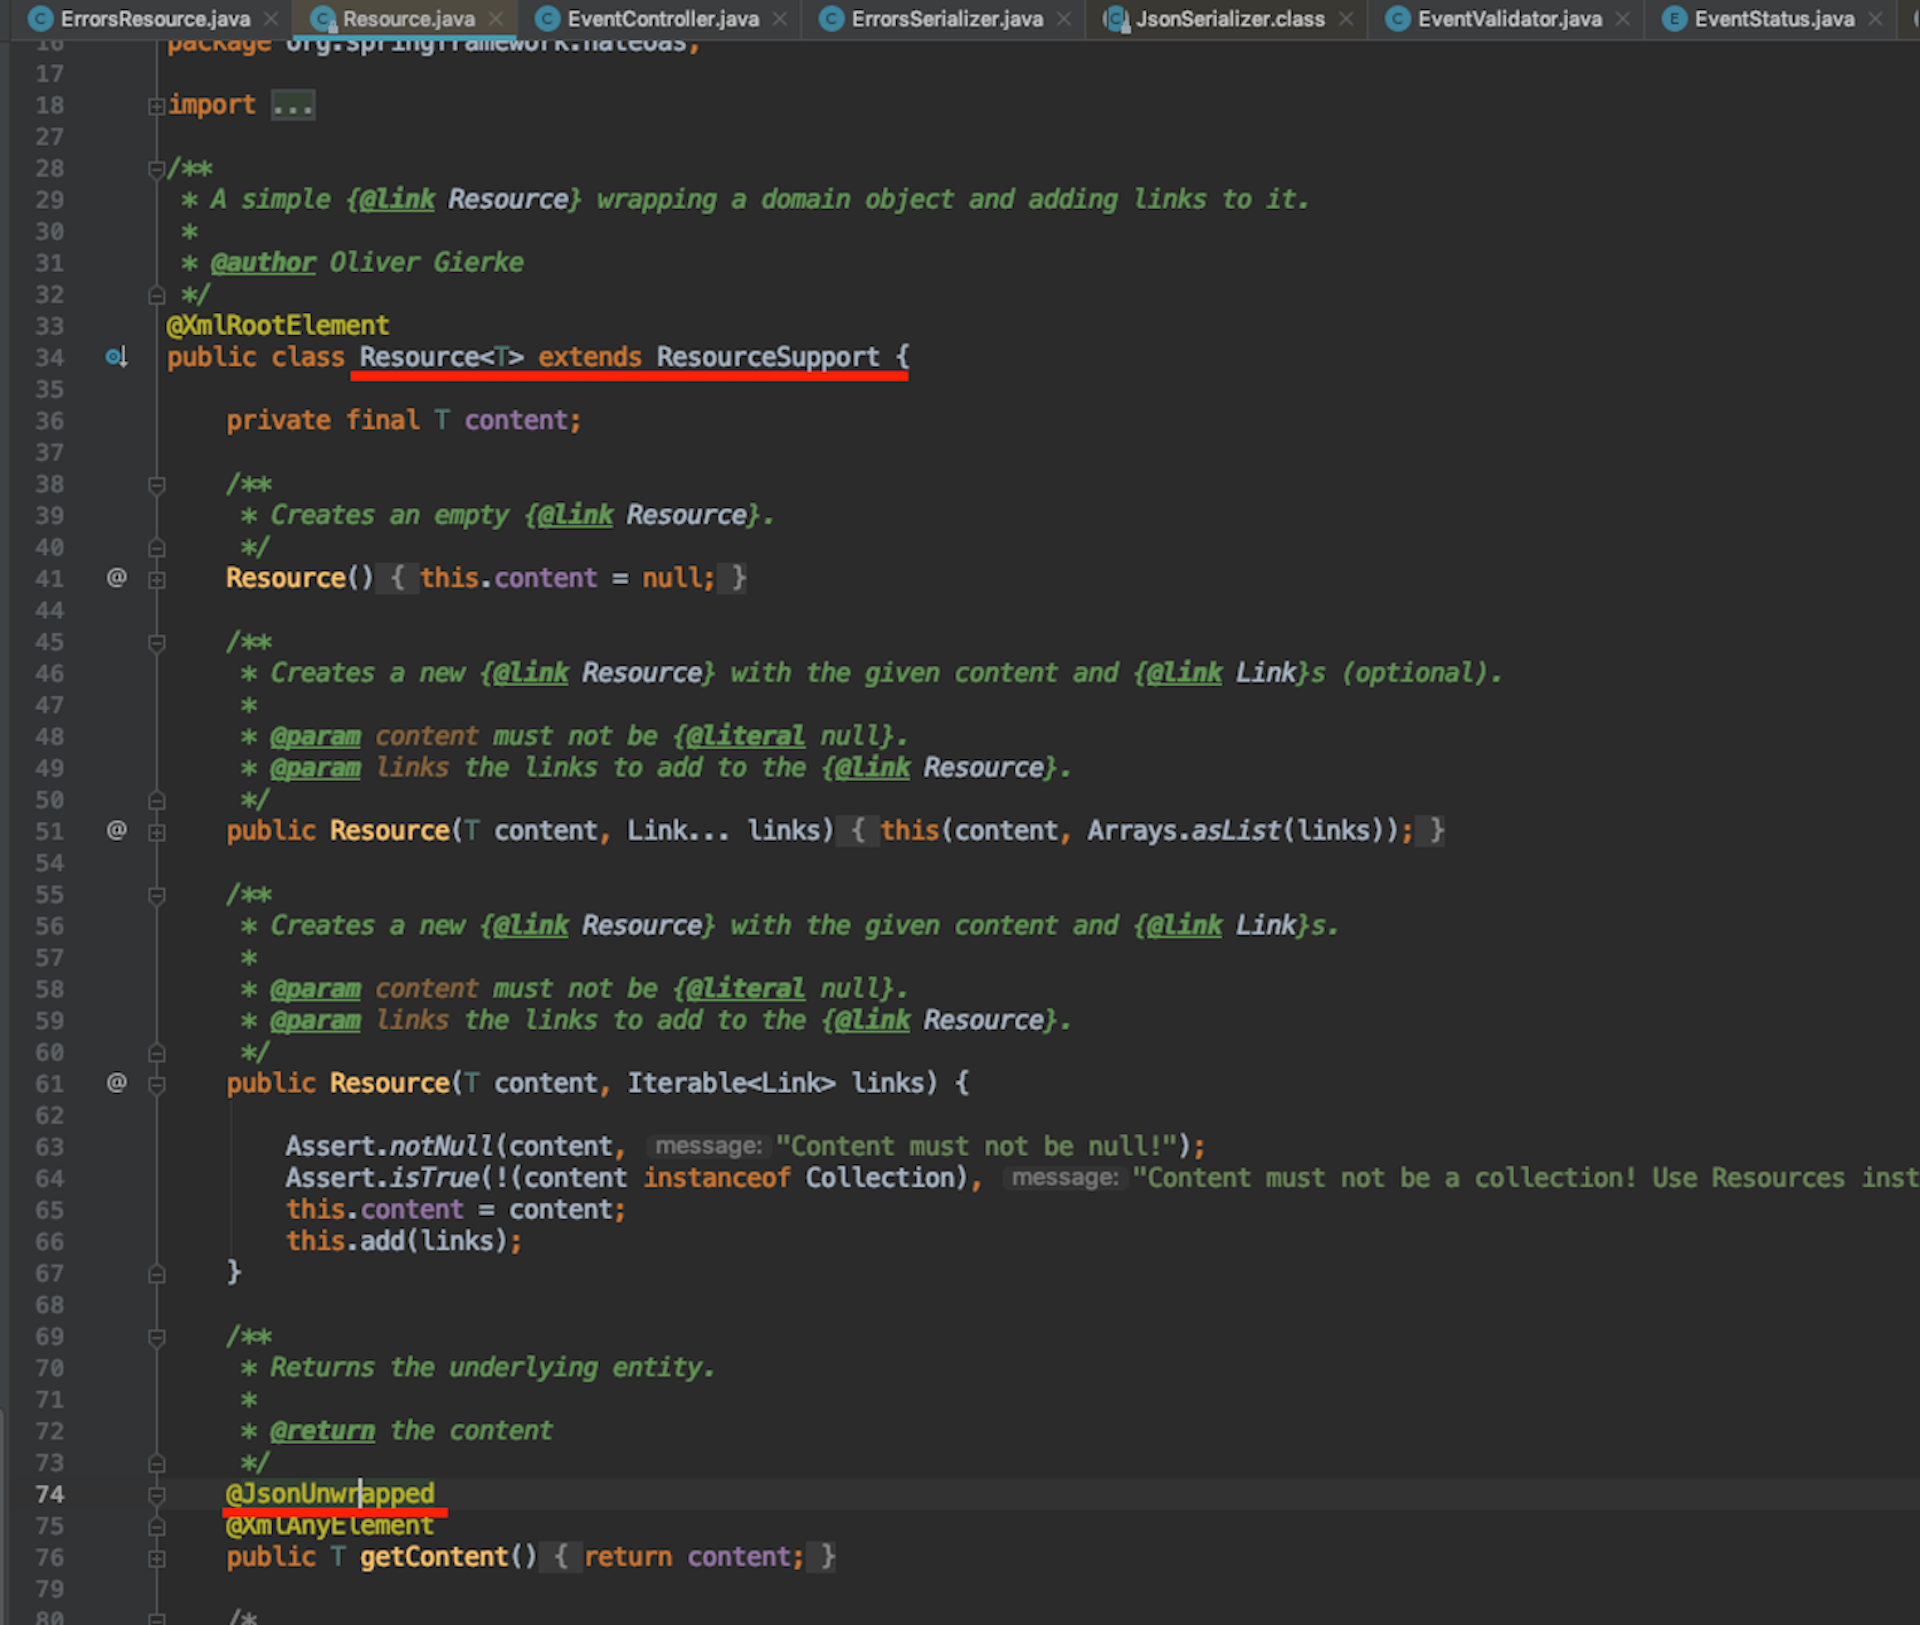 ErrorsResource.java Resource.java EventController.java ErrorsSerializer.java JsonSerializer.class EventValidator.java EventStatus.java
16 package org.springframework.hateoas;
17
18 import ...
27
28 /**
29 * A simple {@link Resource} wrapping a domain object and adding links to it.
30 *
31 * @author Oliver Gierke
32 */
33 @XmlRootElement
34 public class Resource<T> extends ResourceSupport {
35
36 private final T content;
37
38 /**
39 * Creates an empty {@link Resource}.
40 */
41 @ Resource() { this.content = null; }
44
45 /**
46 * Creates a new {@link Resource} with the given content and {@link Link}s (optional).
47 *
48 * @param content must not be {@literal null}.
49 * @param links the links to add to the {@link Resource}.
50 */
51 @ public Resource(T content, Link... links) { this(content, Arrays.asList(links)); }
54
55 /**
56 * Creates a new {@link Resource} with the given content and {@link Link}s.
57 *
58 * @param content must not be {@literal null}.
59 * @param links the links to add to the {@link Resource}.
60 */
61 @ public Resource(T content, Iterable<Link> links) {
62
63 Assert.notNull(content, message: "Content must not be null!");
64 Assert.isTrue(!(content instanceof Collection), message: "Content must not be a collection! Use Resources inst
65 this.content = content;
66 this.add(links);
67 }
68
69 /**
70 * Returns the underlying entity.
71 *
72 * @return the content
73 */
74 @JsonUnwrapped
75 @XmlAnyElement
76 public T getContent() { return content; }
79
80 /*